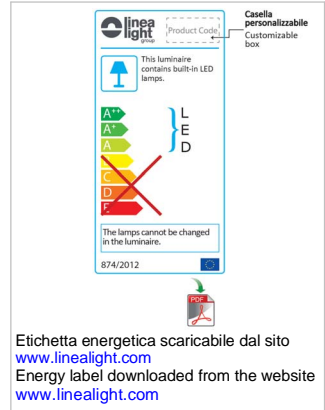 linea
light
group
Product Code
Casella
personalizzabile
Customizable
box
This luminaire
contains built-in LED
lamps.
A++
A+
A
L
E
D
C
D
E
The lamps cannot be changed
in the luminaire.
874/2012
PDF
Etichetta energetica scaricabile dal sito
www.linealight.com
Energy label downloaded from the website
www.linealight.com